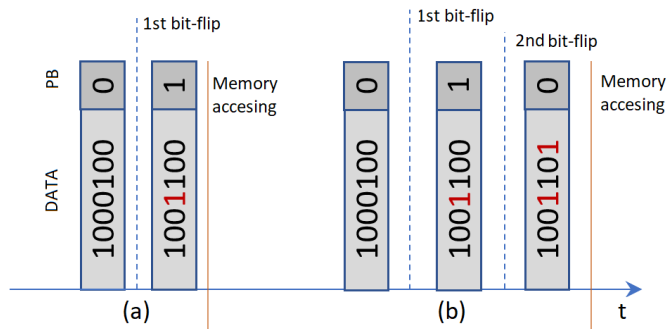 1st bit-flip
1st bit-flip
2nd bit-flip
PB
0
1
0
1
0
Memory
accesing
Memory
accesing
DATA
1000100
1001100
1000100
1001100
1001101
(a)
(b)
t